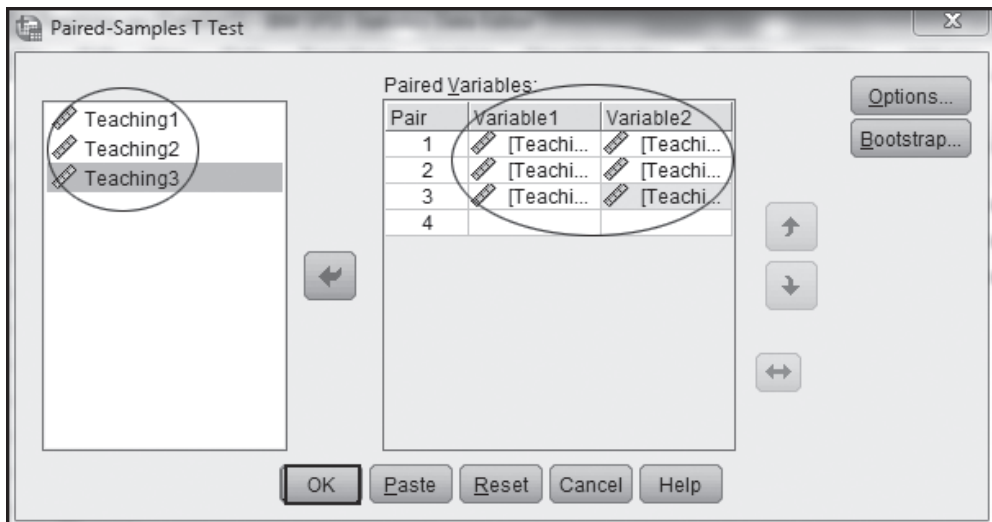 Paired-Samples T Test
X
Teaching1
Teaching2
Teaching3
Paired Variables:
Pair Variable1 Variable2
1 [Teachi... [Teachi...
2 [Teachi... [Teachi...
3 [Teachi... [Teachi...
4
Options...
Bootstrap...
OK Paste Reset Cancel Help